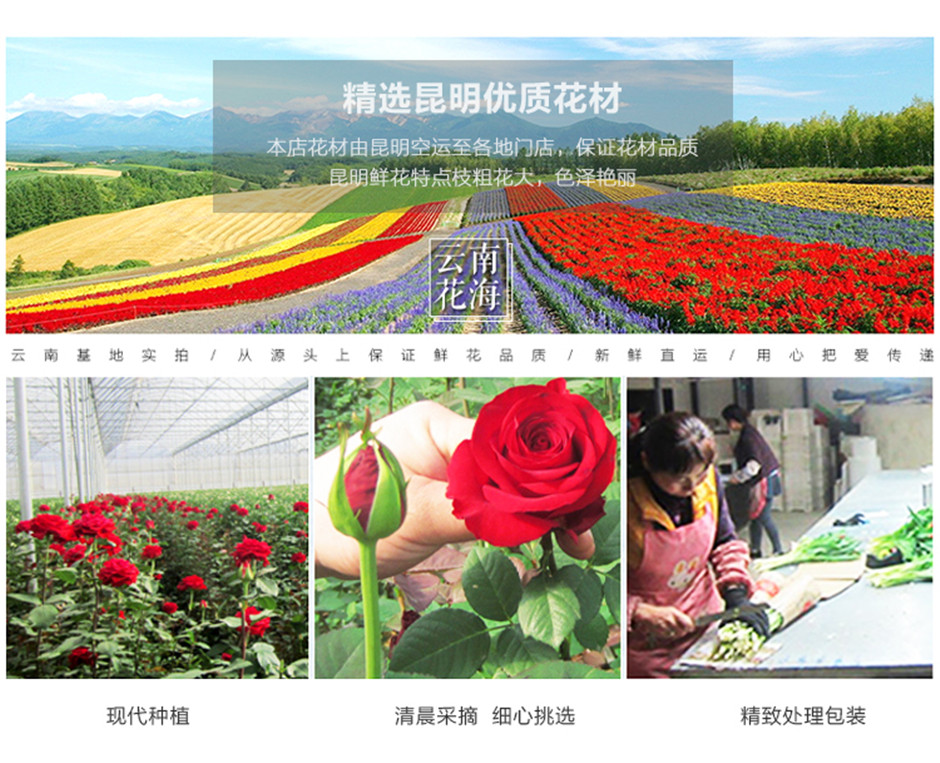 精选昆明优质花材
本店花材由昆明空运至各地门店，保证花材品质
昆明鲜花特点枝粗花大，色泽艳丽
云南
花海
云南基地实拍/从源头上保证鲜花品质/新鲜直运/用心把爱传递
现代种植
清晨采摘 细心挑选
精致处理包装